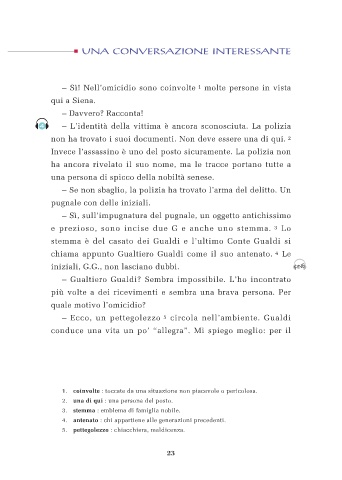 UNA CONVERSAZIONE INTERESSANTE
– Sì! Nell'omicidio sono coinvolte 1 molte persone in vista
qui a Siena.
– Davvero? Racconta!
– L'identità della vittima è ancora sconosciuta. La polizia
non ha trovato i suoi documenti. Non deve essere una di qui. 2
Invece l'assassino è uno del posto sicuramente. La polizia non
ha ancora rivelato il suo nome, ma le tracce portano tutte a
una persona di spicco della nobiltà senese.
– Se non sbaglio, la polizia ha trovato l'arma del delitto. Un
pugnale con delle iniziali.
– Sì, sull'impugnatura del pugnale, un oggetto antichissimo
e prezioso, sono incise due G e anche uno stemma. 3 Lo
stemma è del casato dei Gualdi e l'ultimo Conte Gualdi si
chiama appunto Gualtiero Gualdi come il suo antenato. 4 Le
iniziali, G.G., non lasciano dubbi.
– Gualtiero Gualdi? Sembra impossibile. L'ho incontrato
più volte a dei ricevimenti e sembra una brava persona. Per
quale motivo l'omicidio?
– Ecco, un pettegolezzo 5 circola nell'ambiente. Gualdi
conduce una vita un po' "allegra". Mi spiego meglio: per il
1. coinvolte : toccate da una situazione non piacevole o pericolosa.
2. una di qui : una persona del posto.
3. stemma : emblema di famiglia nobile.
4. antenato : chi appartiene alle generazioni precedenti.
5. pettegolezzo : chiacchiera, maldicenza.
23